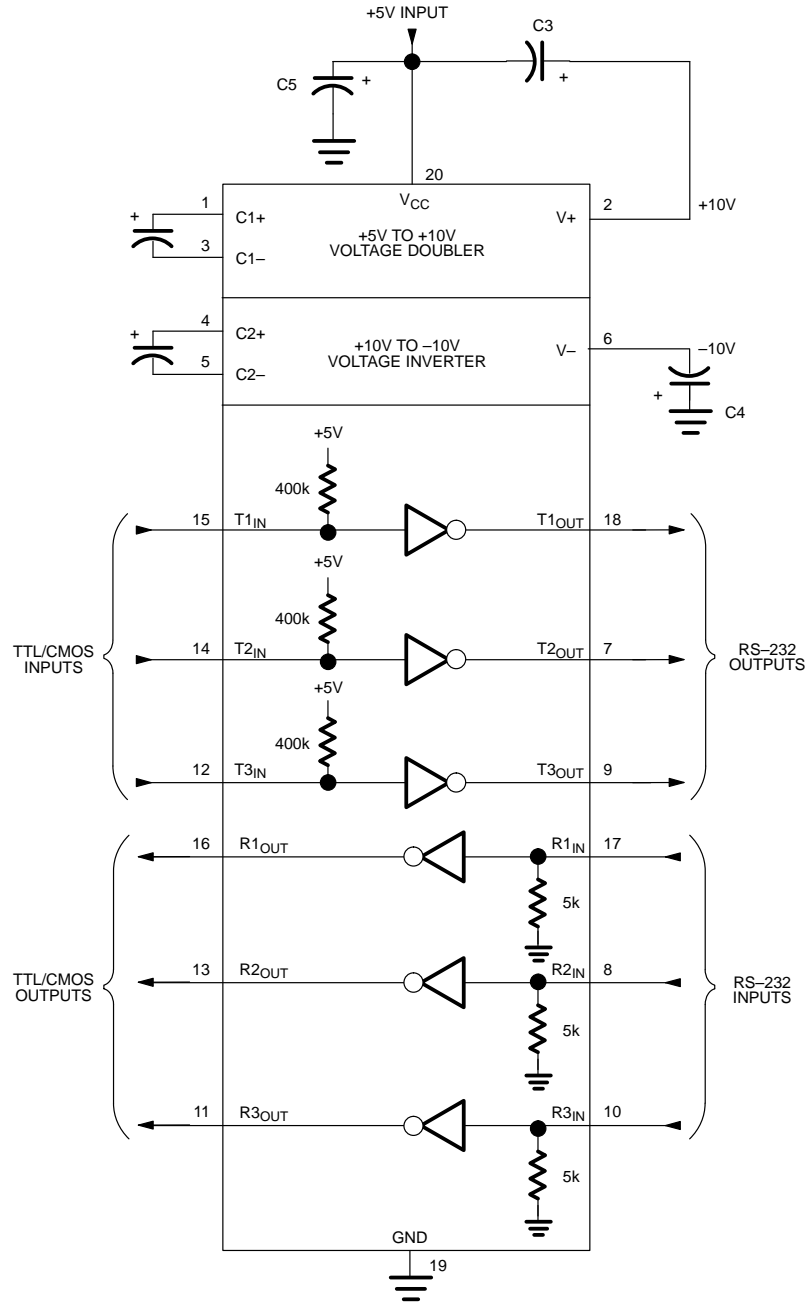 +5V INPUT
C3
C5
+
+
20
VCC
1
C1+
+
3
C1–
+5V TO +10V
VOLTAGE DOUBLER
V+
2
+10V
4
C2+
+
5
C2–
+10V TO –10V
VOLTAGE INVERTER
V–
6
–10V
+
C4
+5V
400k
15
T1IN
T1OUT
18
+5V
400k
14
T2IN
T2OUT
7
TTL/CMOS
INPUTS
RS–232
OUTPUTS
+5V
400k
12
T3IN
T3OUT
9
16
R1OUT
R1IN
17
5k
13
R2OUT
R2IN
8
TTL/CMOS
OUTPUTS
RS–232
INPUTS
5k
11
R3OUT
R3IN
10
5k
GND
19